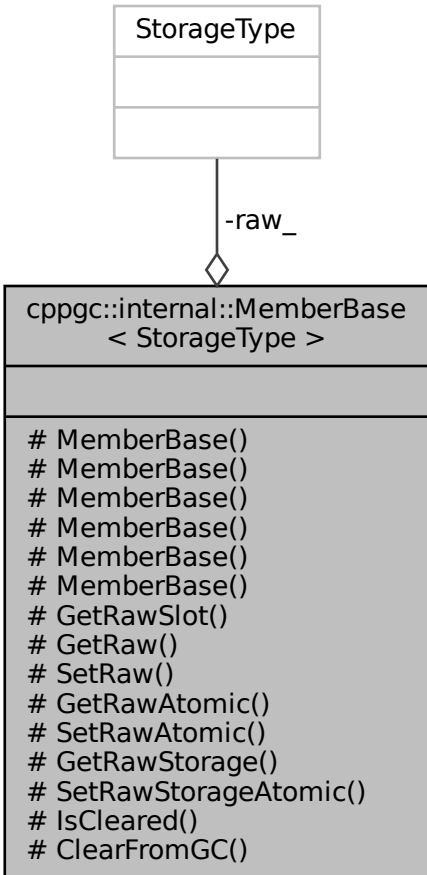 StorageType
-raw_
cppgc::internal::MemberBase
< StorageType >
# MemberBase()
# MemberBase()
# MemberBase()
# MemberBase()
# MemberBase()
# MemberBase()
# GetRawSlot()
# GetRaw()
# SetRaw()
# GetRawAtomic()
# SetRawAtomic()
# GetRawStorage()
# SetRawStorageAtomic()
# IsCleared()
# ClearFromGC()